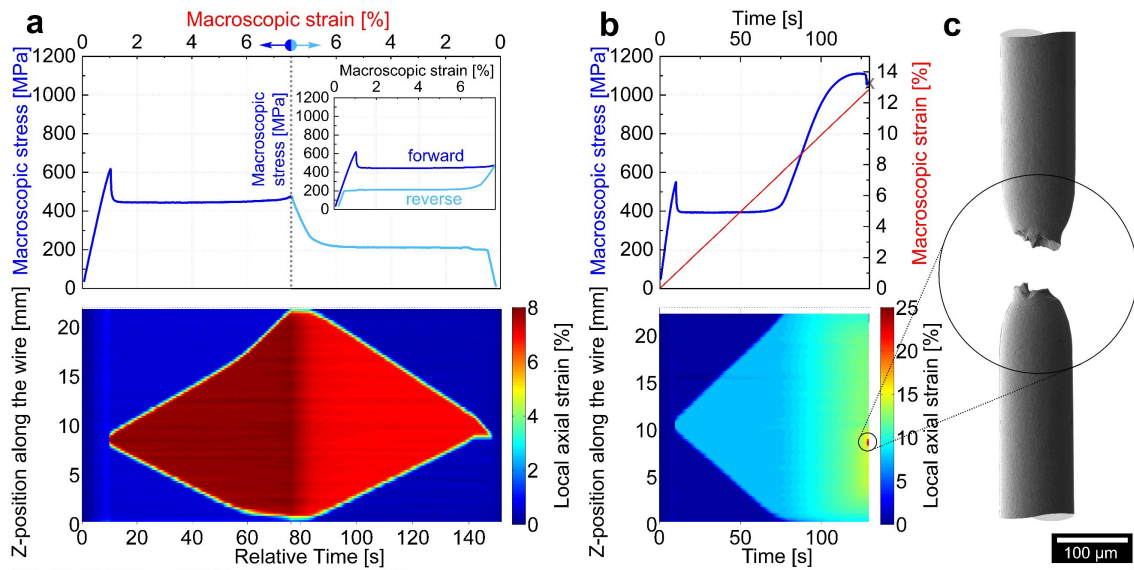 a
Macroscopic strain [%]
0 2 4 6 6 4 2 0
Macroscopic stress [MPa]
1200
1000
800
600
400
200
0
Macroscopic strain [%]
0 2 4 6
Macroscopic
stress [MPa]
1200
1000
800
600
400
200
0
forward
reverse
Z-position along the wire [mm]
20
15
10
5
0
0 20 40 60 80 100 120 140
Relative Time [s]
8
6
4
2
0
Local axial strain [%]
b
Time [s]
0 50 100
Macroscopic stress [MPa]
1200
1000
800
600
400
200
0
14
12
10
8
6
4
2
0
Macroscopic strain [%]
Z-position along the wire [mm]
20
15
10
5
0
0 50 100
Time [s]
25
20
15
10
5
0
Local axial strain [%]
c
100 µm